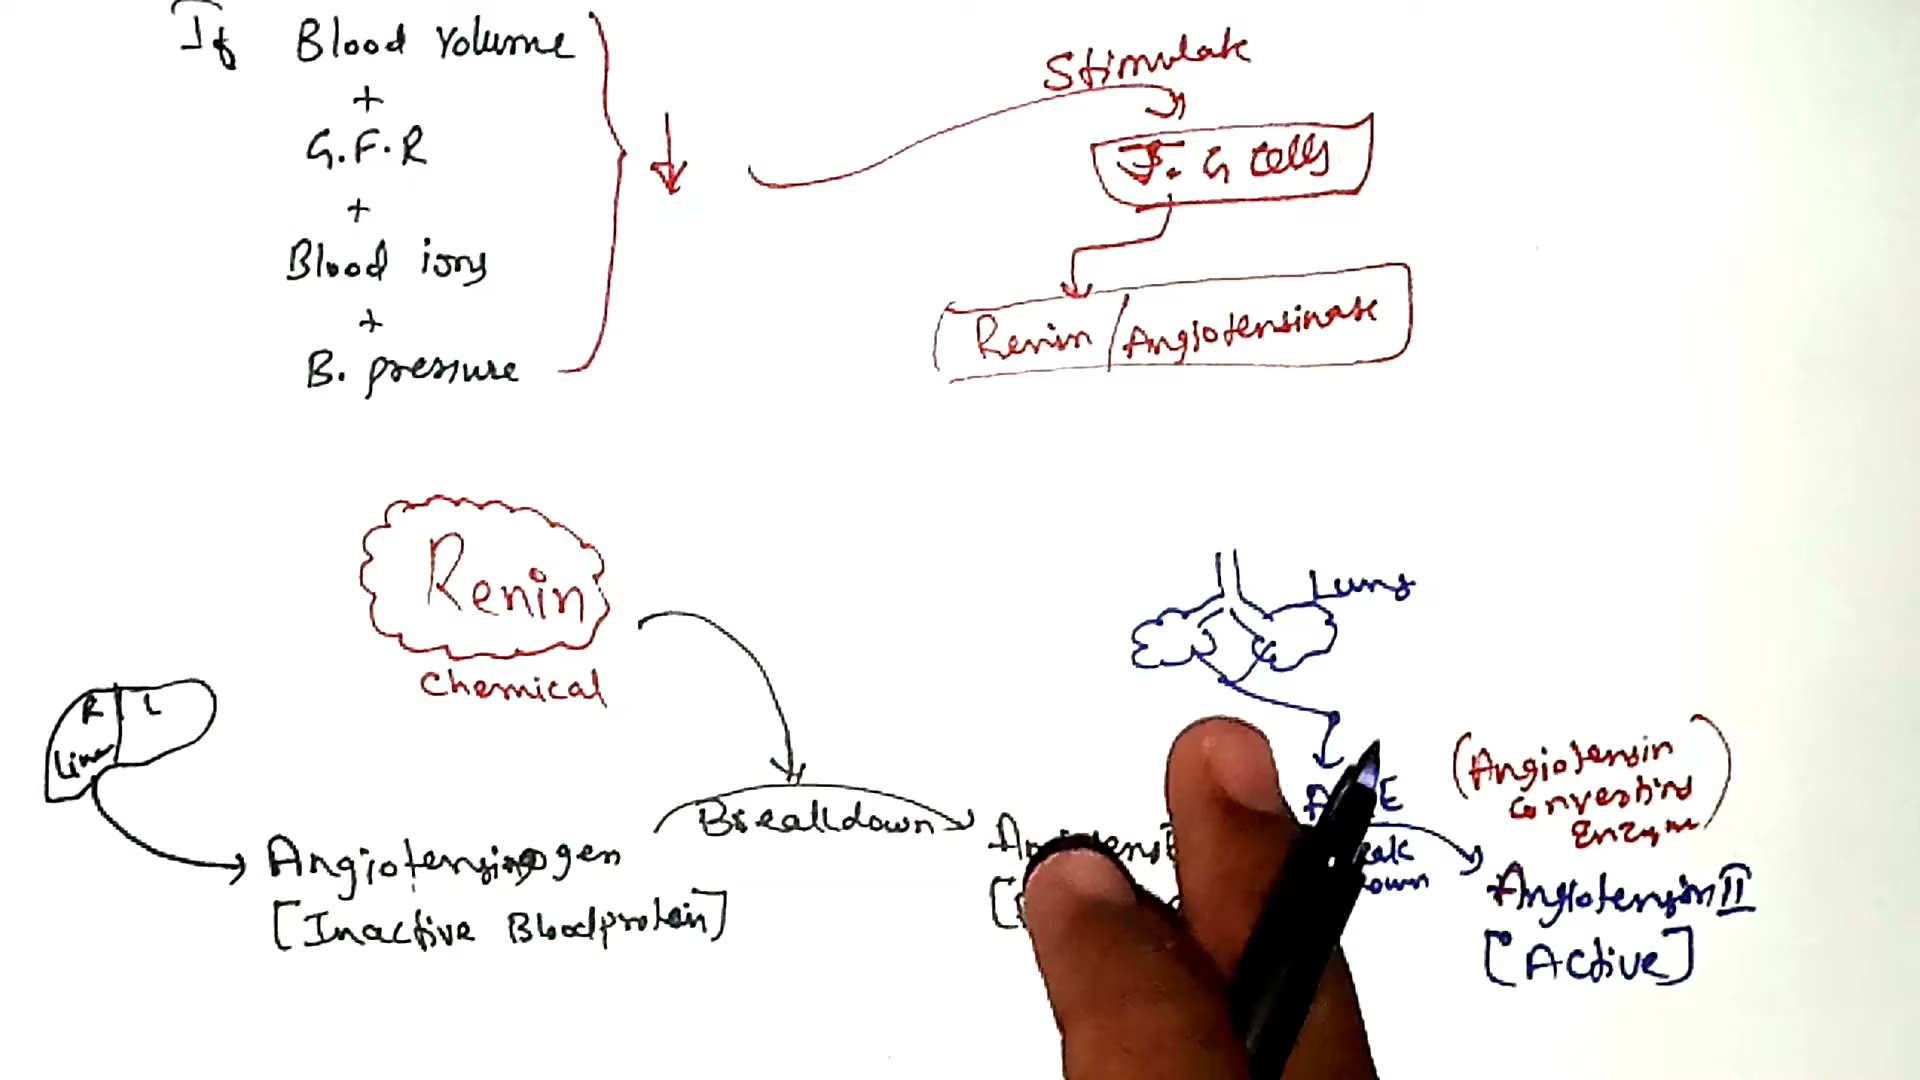 If Blood Volume
+
G.F.R
+
Blood ions
+
B. pressure
Stimulate
J. G Cells
Renin / Angiotensinase
Renin
Chemical
R L
Liver
Angiotensinogen
[Inactive Bloodprotein]
Breakdown
Lung
(Angiotensin
Converting
Enzyme)
Angiotensin II
[Active]